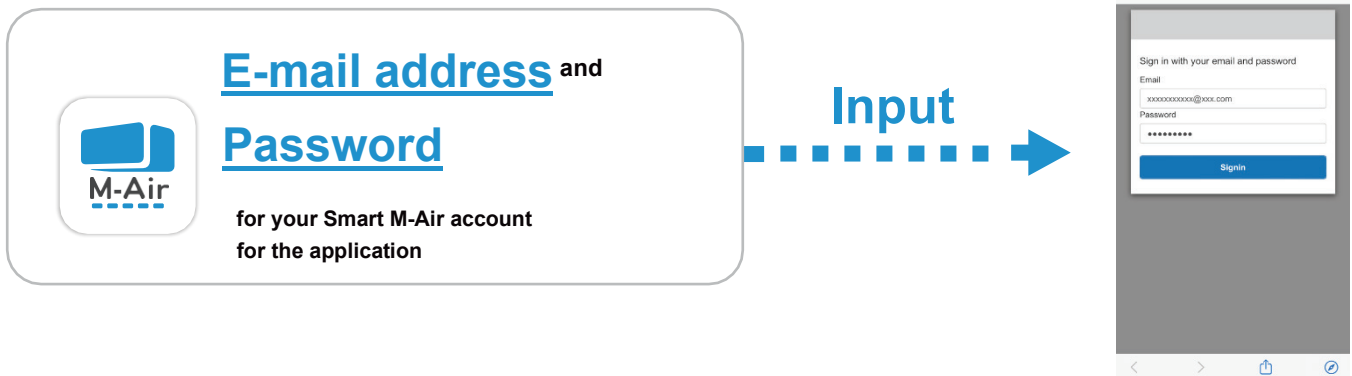 E-mail address and
Password
M-Air
for your Smart M-Air account
for the application
Input
Sign in with your email and password
Email
xxxxxxxxxxx@xxx.com
Password
Signin